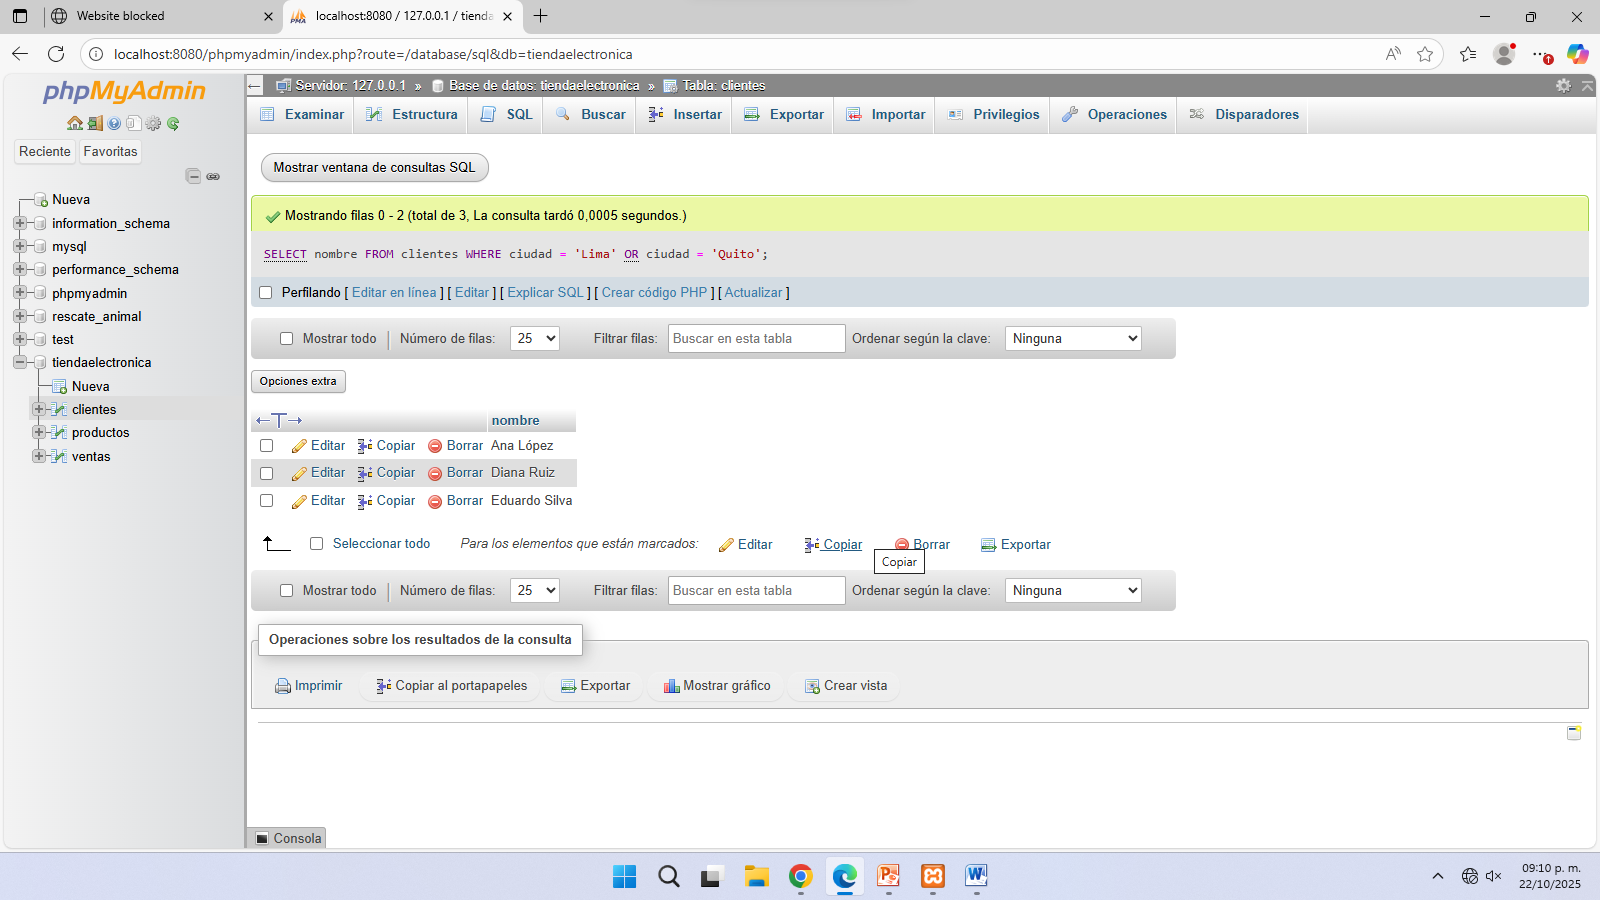 Website blocked
localhost:8080 / 127.0.0.1 / tienda
localhost:8080/phpmyadmin/index.php?route=/database/sql&db=tiendaelectronica
phpMyAdmin
Reciente
Favoritas
Nueva
information_schema
mysql
performance_schema
phpmyadmin
rescate_animal
test
tiendaelectronica
Nueva
clientes
productos
ventas
Servidor: 127.0.0.1 » Base de datos: tiendaelectronica » Tabla: clientes
Examinar Estructura SQL Buscar Insertar Exportar Importar Privilegios Operaciones Disparadores
Mostrar ventana de consultas SQL
Mostrando filas 0 - 2 (total de 3, La consulta tardó 0,0005 segundos.)
SELECT nombre FROM clientes WHERE ciudad = 'Lima' OR ciudad = 'Quito';
Perfilando [ Editar en línea ] [ Editar ] [ Explicar SQL ] [ Crear código PHP ] [ Actualizar ]
Mostrar todo | Número de filas: 25 Filtrar filas: Buscar en esta tabla Ordenar según la clave: Ninguna
Opciones extra
←T→ nombre
Editar Copiar Borrar Ana López
Editar Copiar Borrar Diana Ruiz
Editar Copiar Borrar Eduardo Silva
Seleccionar todo Para los elementos que están marcados: Editar Copiar Borrar Exportar
Copiar
Mostrar todo | Número de filas: 25 Filtrar filas: Buscar en esta tabla Ordenar según la clave: Ninguna
Operaciones sobre los resultados de la consulta
Imprimir Copiar al portapapeles Exportar Mostrar gráfico Crear vista
Consola
09:10 p. m.
22/10/2025